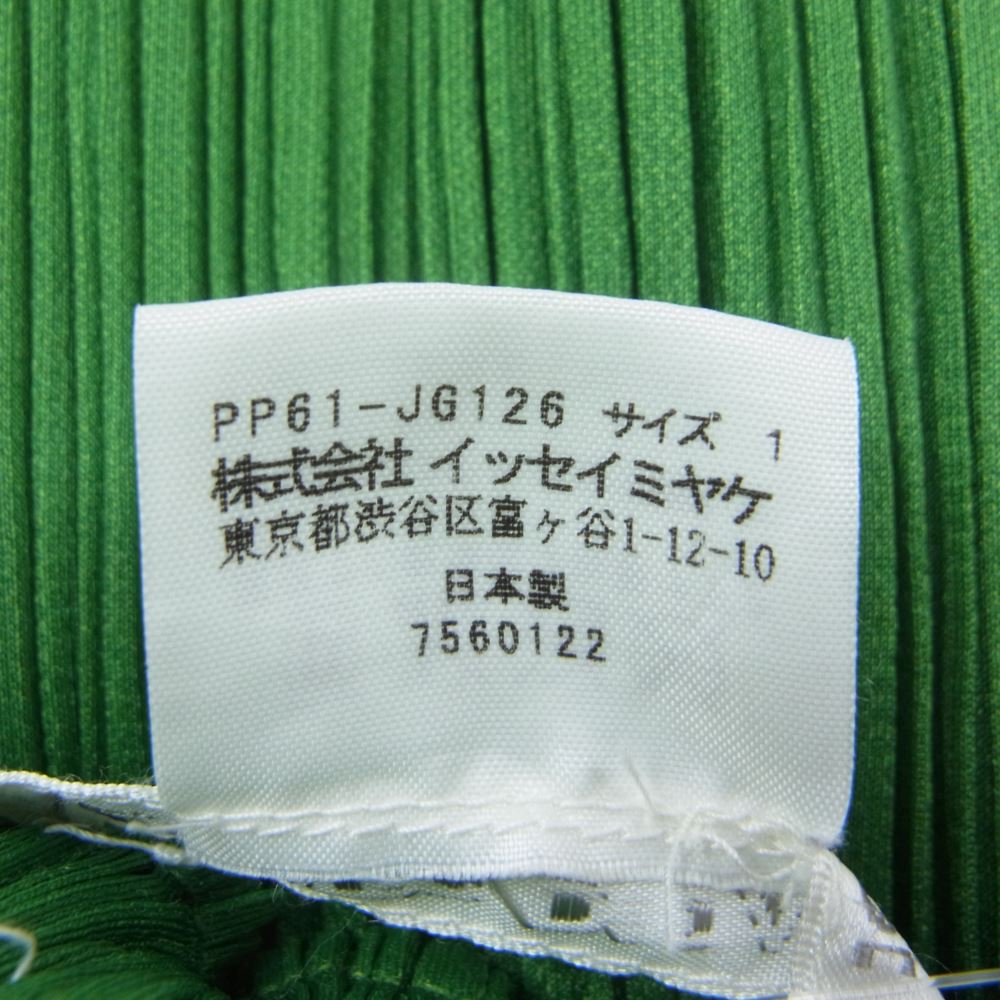 PP61-JG126 サイズ 1
株式会社 イッセイミヤケ
東京都渋谷区富ヶ谷1-12-10
日本製
7560122